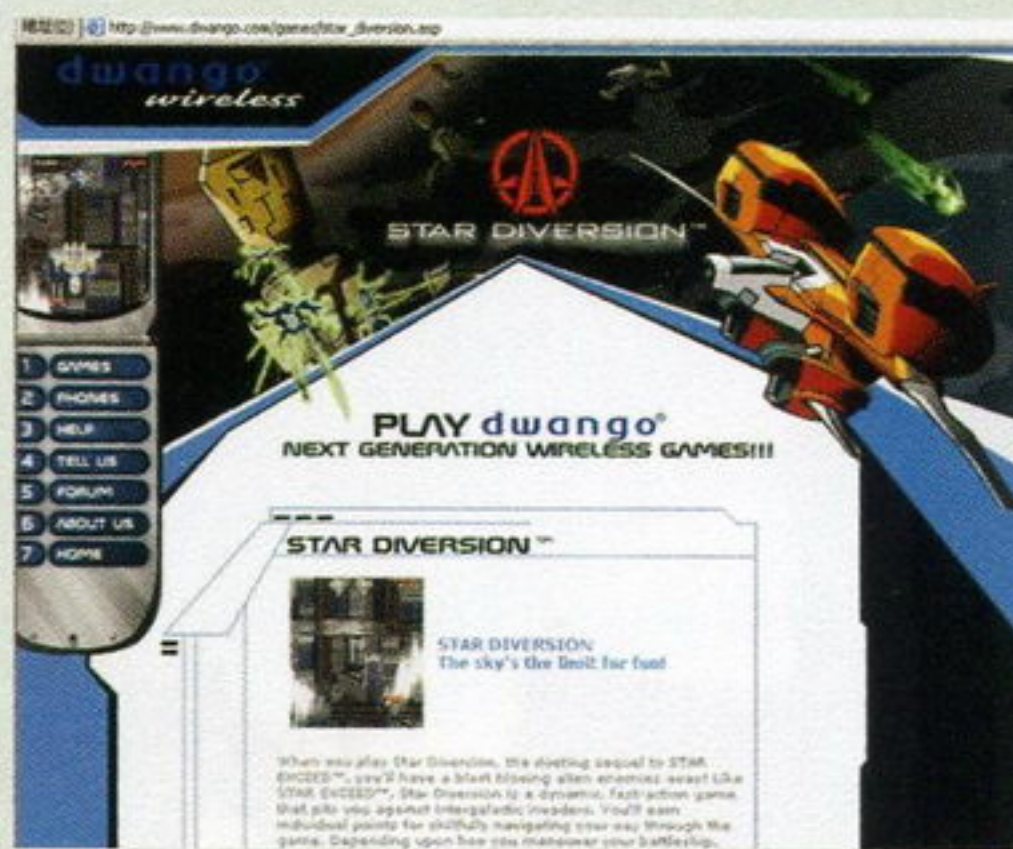 地址(D) http://www.dwango.com/games/star_diversion.asp
dwango®
wireless
STAR DIVERSION™
1 GAMES
2 PHONES
3 HELP
4 TELL US
5 FORUM
6 ABOUT US
7 HOME
PLAY dwango®
NEXT GENERATION WIRELESS GAMES!!!
STAR DIVERSION™
STAR DIVERSION
The sky's the limit for fun!
When you play Star Diversion, the riveting sequel to STAR
EXCEED™, you'll have a blast blowing alien enemies away! Like
STAR EXCEED™, Star Diversion is a dynamic, fast-action game
that pits you against intergalactic invaders. You'll earn
individual points for skillfully navigating your way through the
game. Depending upon how you maneuver your battleship,